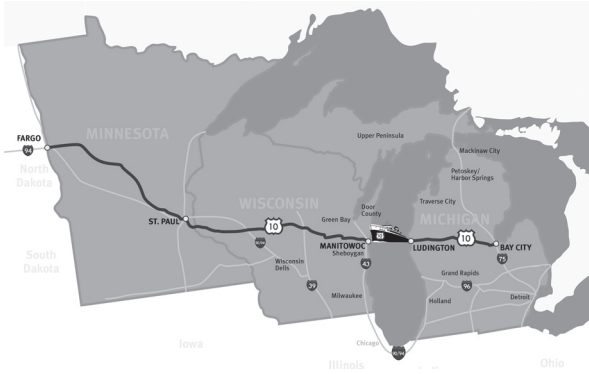 FARGO
94
MINNESOTA
North
Dakota
South
Dakota
ST. PAUL
WISCONSIN
10
Upper Peninsula
Mackinaw City
Petoskey/
Harbor Springs
Traverse City
Door
County
Green Bay
MICHIGAN
10
MANITOWOC
LUDINGTON
BAY CITY
Sheboygan
43
75
Wisconsin
Dells
39
Milwaukee
Grand Rapids
96
Holland
Detroit
Chicago
90/94
Iowa
Illinois
Ohio